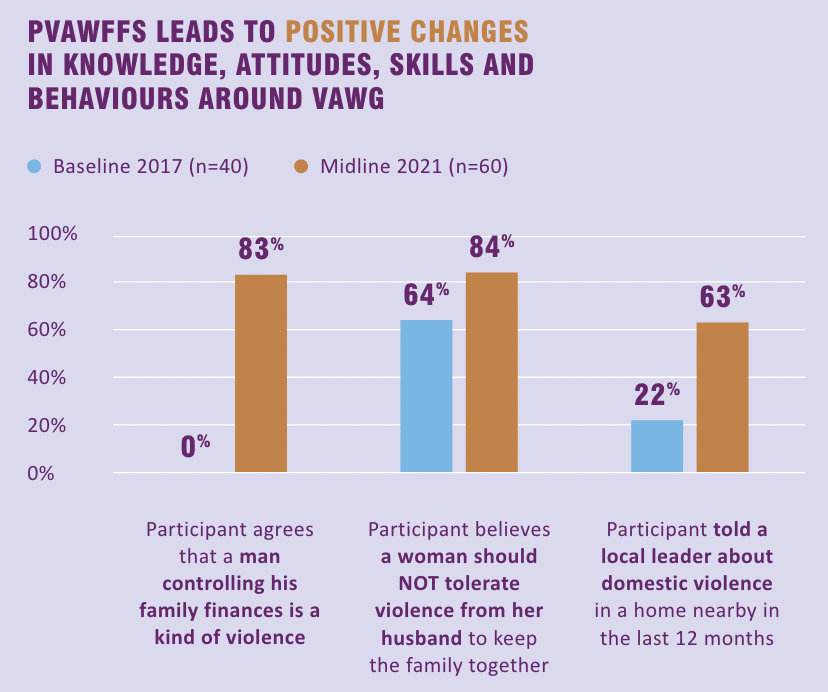 PVAWFFS LEADS TO POSITIVE CHANGES
IN KNOWLEDGE, ATTITUDES, SKILLS AND
BEHAVIOURS AROUND VAWG
Baseline 2017 (n=40)
Midline 2021 (n=60)
100%
80%
60%
40%
20%
0%
0%
83%
64%
84%
22%
63%
Participant agrees
that a man
controlling his
family finances is a
kind of violence
Participant believes
a woman should
NOT tolerate
violence from her
husband to keep
the family together
Participant told a
local leader about
domestic violence
in a home nearby in
the last 12 months